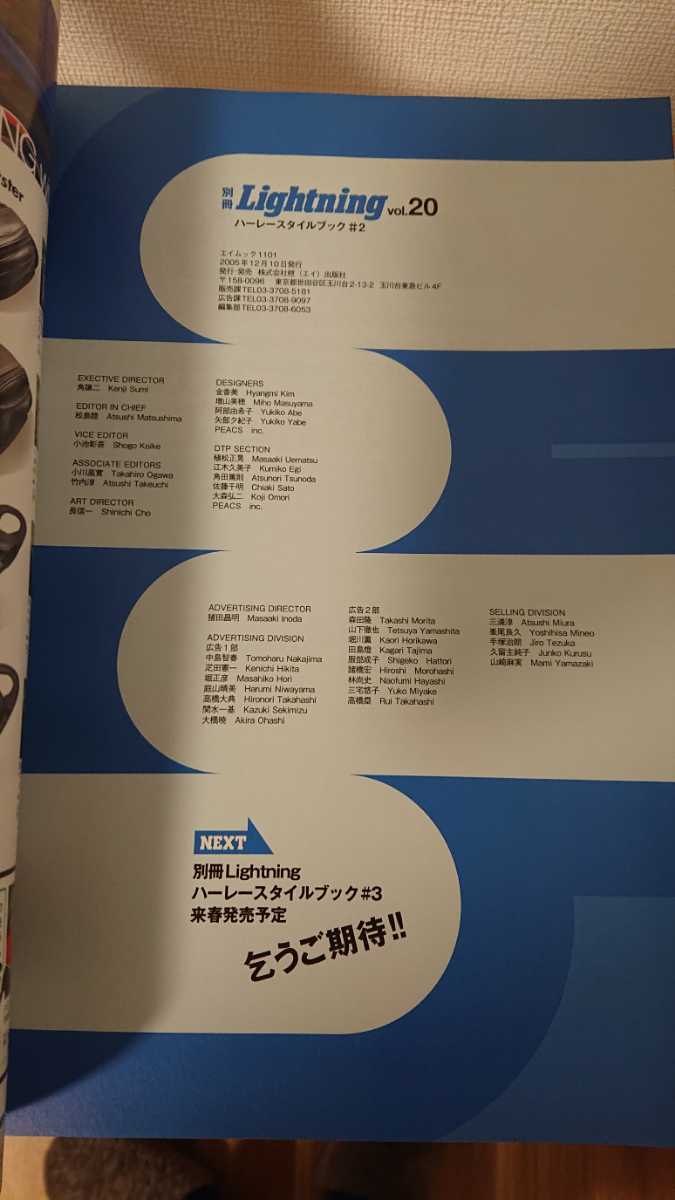 別冊 Lightning vol.20
ハーレースタイルブック #2
エイムック1101
2005年12月10日発行
発行・発売 株式会社枻(エイ)出版社
〒158-0096 東京都世田谷区玉川台2-13-2 玉川台東急ビル4F
販売課TEL03-3708-5181
広告課TEL03-3708-9097
編集部TEL03-3708-6053
EXECTIVE DIRECTOR
角謙二 Kenji Sumi
EDITOR IN CHIEF
松島睦 Atsushi Matsushima
VICE EDITOR
小池彰吾 Shogo Koike
ASSOCIATE EDITORS
小川高寛 Takahiro Ogawa
竹内淳 Atsushi Takeuchi
ART DIRECTOR
長信一 Shinichi Cho
DESIGNERS
金香美 Hyangmi Kim
増山美穂 Miho Masuyama
阿部由希子 Yukiko Abe
矢部夕紀子 Yukiko Yabe
PEACS inc.
DTP SECTION
植松正晃 Masaaki Uematsu
江木久美子 Kumiko Egi
角田篤則 Atsunori Tsunoda
佐藤千明 Chiaki Sato
大森弘二 Koji Omori
PEACS inc.
ADVERTISING DIRECTOR
猪田昌明 Masaaki Inoda
ADVERTISING DIVISION
広告1部
中島智春 Tomoharu Nakajima
疋田憲一 Kenichi Hikita
堀正彦 Masahiko Hori
庭山晴美 Harumi Niwayama
高橋大典 Hironori Takahashi
関水一基 Kazuki Sekimizu
大橋暁 Akira Ohashi
広告2部
森田隆 Takashi Morita
山下徹也 Tetsuya Yamashita
堀川薫 Kaori Horikawa
田島燈 Kagari Tajima
服部成子 Shigeko Hattori
諸橋宏 Hiroshi Morohashi
林尚史 Naofumi Hayashi
三宅悠子 Yuko Miyake
高橋塁 Rui Takahashi
SELLING DIVISION
三浦淳 Atsushi Miura
峯尾良久 Yoshihisa Mineo
手塚治朗 Jiro Tezuka
久留主純子 Junko Kurusu
山崎麻実 Mami Yamazaki
NEXT
別冊Lightning
ハーレースタイルブック#3
来春発売予定
乞うご期待!!